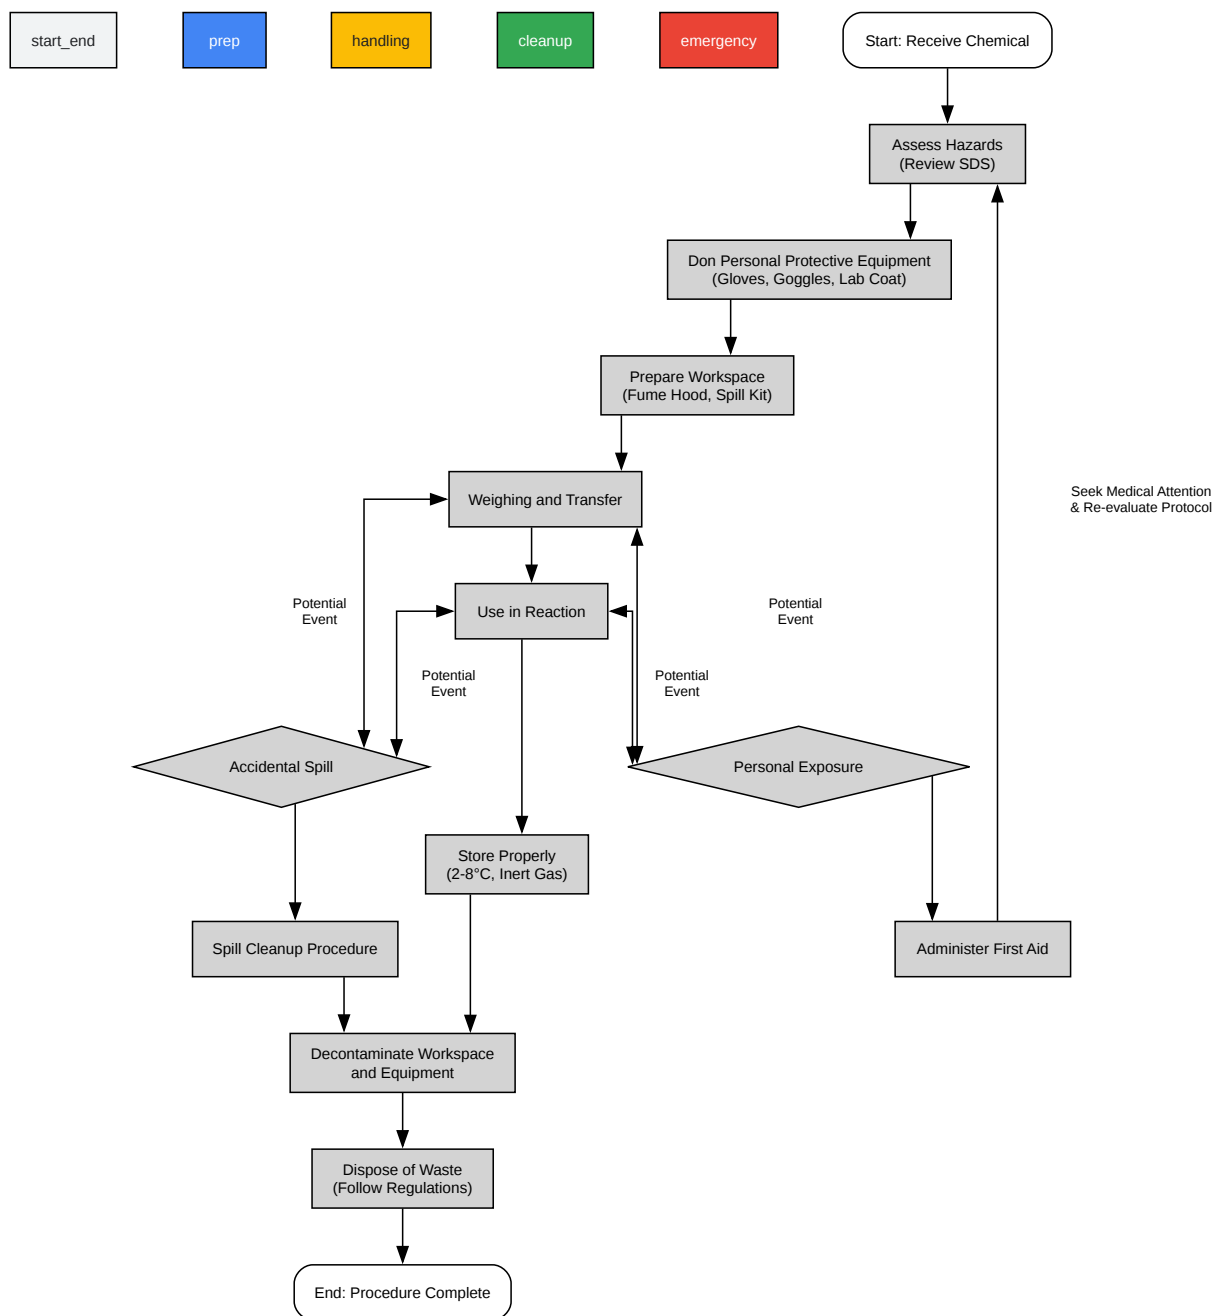 start_end
prep
handling
cleanup
emergency
Start: Receive Chemical
Assess Hazards
(Review SDS)
Don Personal Protective Equipment
(Gloves, Goggles, Lab Coat)
Prepare Workspace
(Fume Hood, Spill Kit)
Weighing and Transfer
Seek Medical Attention
& Re-evaluate Protocol
Potential
Event
Use in Reaction
Potential
Event
Potential
Event
Potential
Event
Accidental Spill
Personal Exposure
Store Properly
(2-8°C, Inert Gas)
Spill Cleanup Procedure
Administer First Aid
Decontaminate Workspace
and Equipment
Dispose of Waste
(Follow Regulations)
End: Procedure Complete